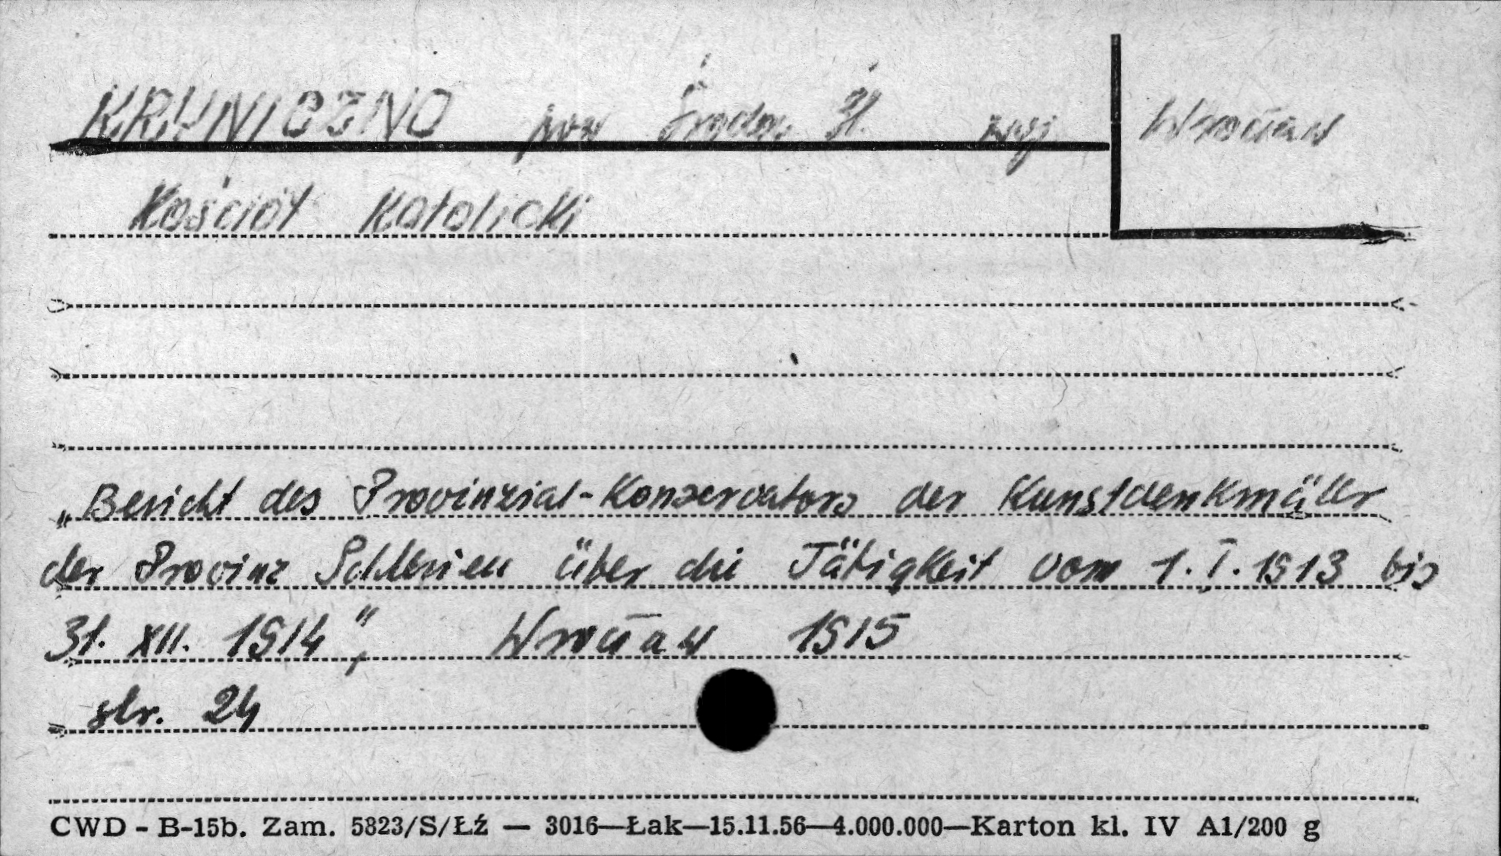 KRYNICZNO pow Środa Śl. woj Wrocław
Kościół Katolicki
„Bericht des Provinzial-Konservators der Kunstdenkmäler
der Provinz Schlesien über die Tätigkeit vom 1.I.1913 bis
31. XII. 1914", Wrocław 1915
str. 24
CWD - B-15b. Zam. 5823/S/Łź — 3016—Łak—15.11.56—4.000.000—Karton kl. IV A1/200 g